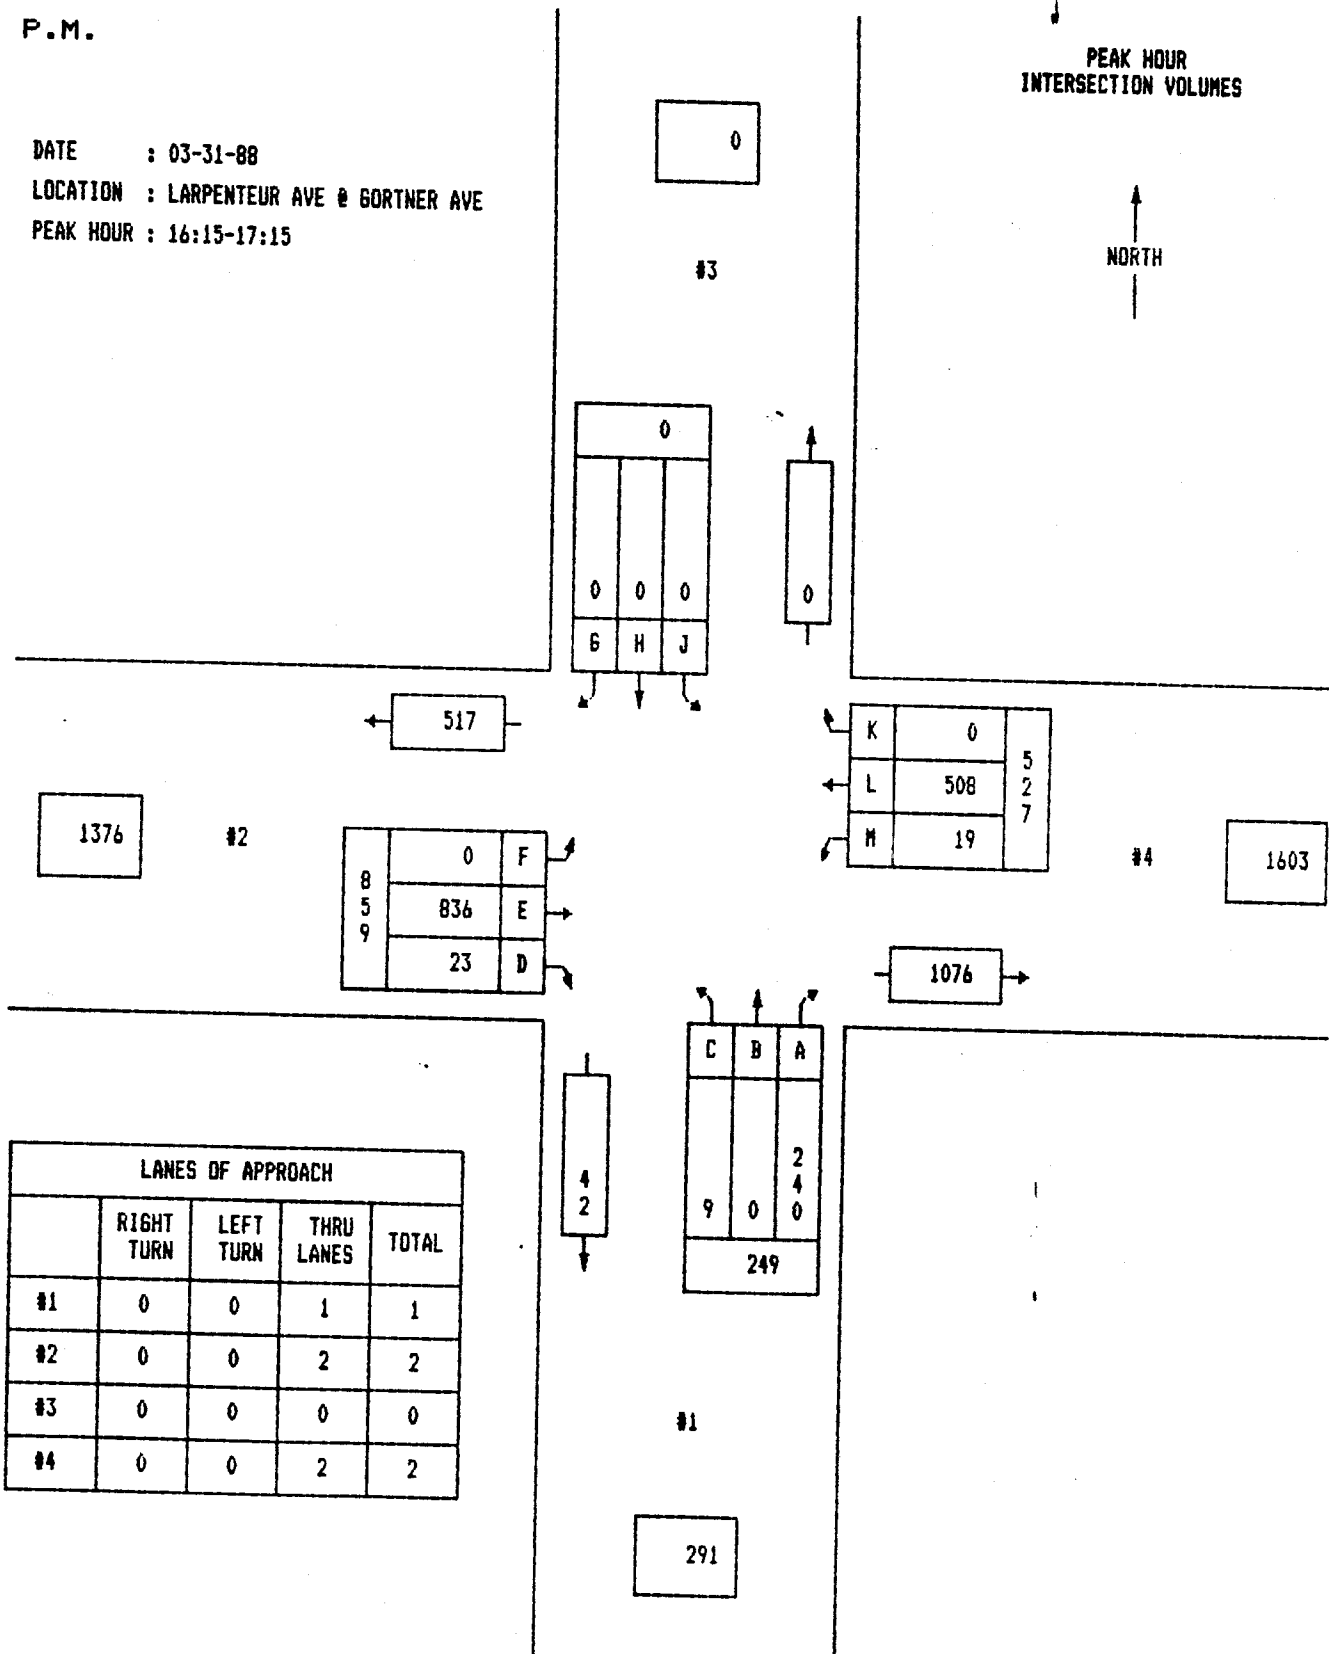 P.M.
PEAK HOUR
INTERSECTION VOLUMES
DATE : 03-31-88
LOCATION : LARPENTEUR AVE @ GORTNER AVE
PEAK HOUR : 16:15-17:15
NORTH
0
#3
0
0 0 0
G H J
0
517
K 0
L 508
M 19
527
1376
#2
859
0 F
836 E
23 D
#4
1603
1076
C B A
9 0 240
249
42
LANES OF APPROACH
RIGHT TURN LEFT TURN THRU LANES TOTAL
#1 0 0 1 1
#2 0 0 2 2
#3 0 0 0 0
#4 0 0 2 2
#1
291